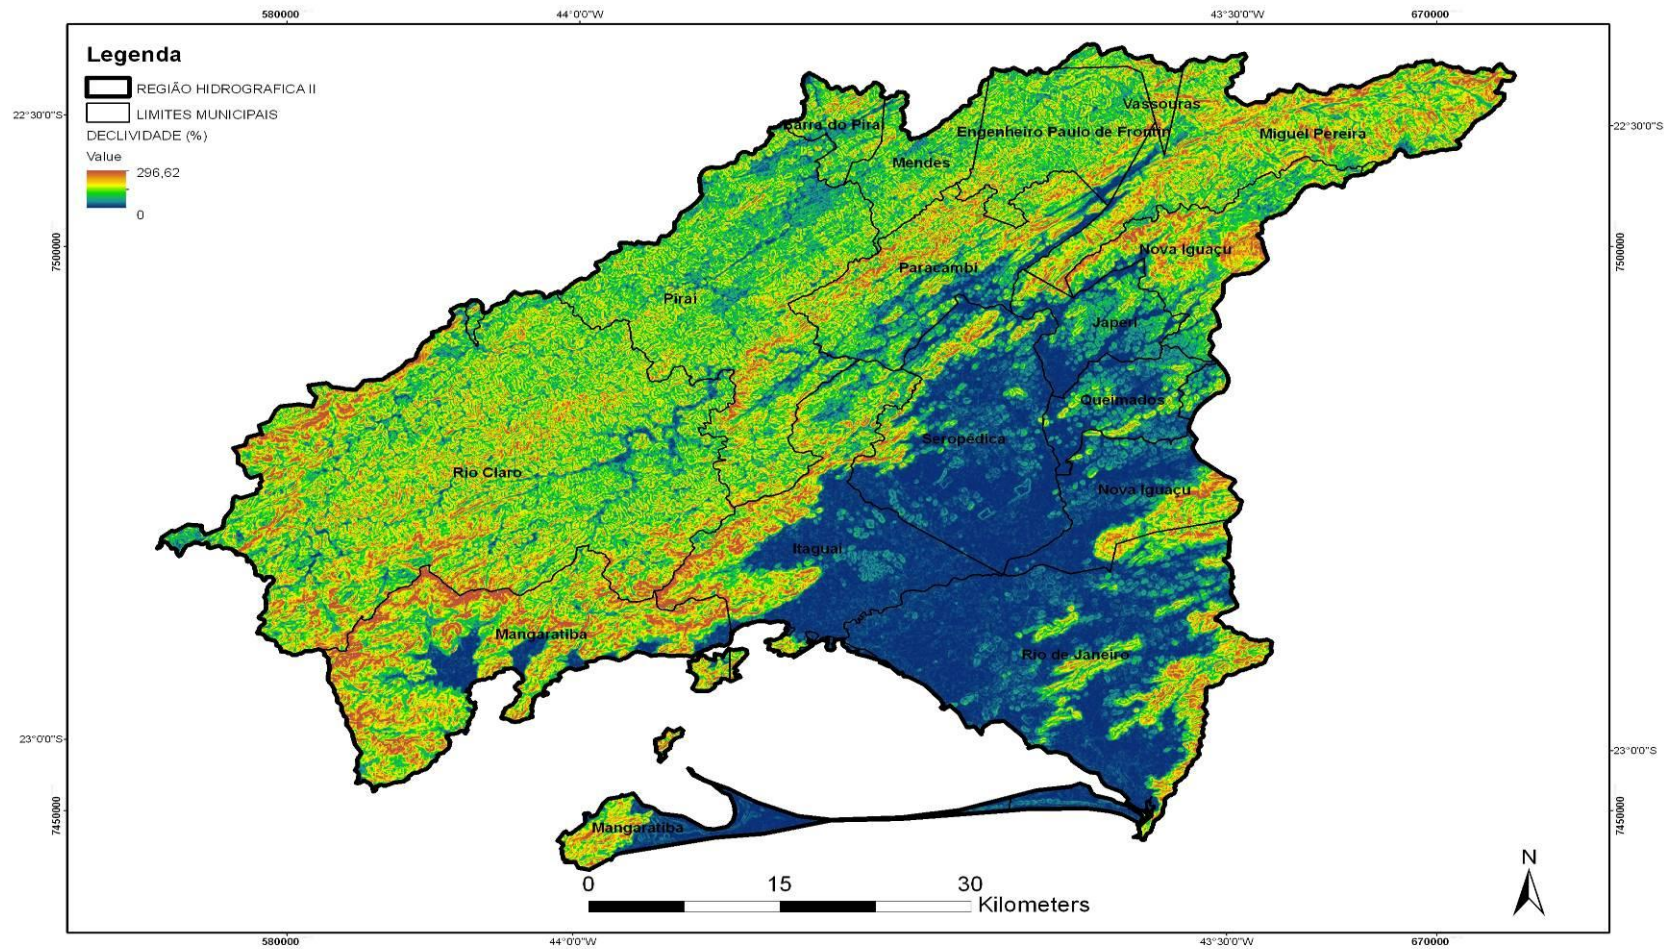 580000
44°0'0"W
43°30'0"W
670000
Legenda
REGIÃO HIDROGRAFICA II
LIMITES MUNICIPAIS
DECLIVIDADE (%)
Value
296,62
0
22°30'0"S
22°30'0"S
7500000
7500000
Vassouras
Barra do Piraí
Engenheiro Paulo de Frontin
Miguel Pereira
Mendes
Nova Iguaçu
Paracambi
Piraí
Japeri
Queimados
Seropédica
Rio Claro
Nova Iguaçu
Itaguaí
Mangaratiba
Rio de Janeiro
23°0'0"S
23°0'0"S
7450000
7450000
Mangaratiba
N
0
15
30
Kilometers
580000
44°0'0"W
43°30'0"W
670000